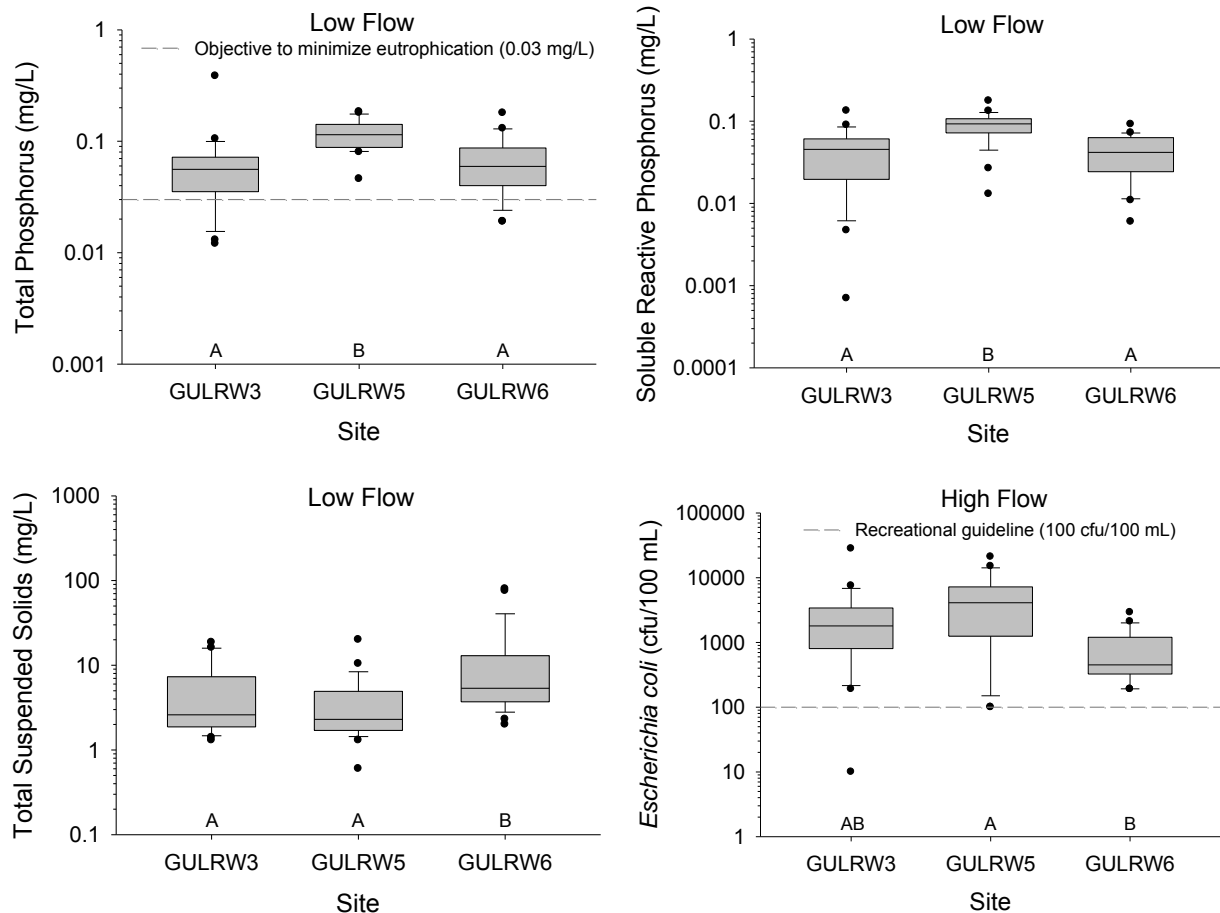 Low Flow
Objective to minimize eutrophication (0.03 mg/L)
Total Phosphorus (mg/L)
1
0.1
0.01
0.001
A
B
A
GULRW3
GULRW5
GULRW6
Site
Low Flow
Soluble Reactive Phosphorus (mg/L)
1
0.1
0.01
0.001
0.0001
A
B
A
GULRW3
GULRW5
GULRW6
Site
Low Flow
Total Suspended Solids (mg/L)
1000
100
10
1
0.1
A
A
B
GULRW3
GULRW5
GULRW6
Site
High Flow
Recreational guideline (100 cfu/100 mL)
Escherichia coli (cfu/100 mL)
100000
10000
1000
100
10
1
AB
A
B
GULRW3
GULRW5
GULRW6
Site